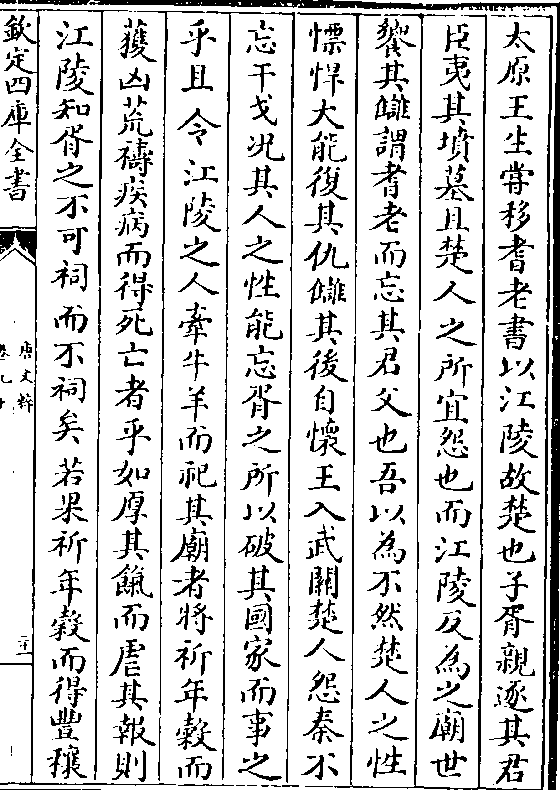 太原王生嘗移耆老書以江陵故楚也子胥親逐其君
臣夷其墳墓且楚人之所宜怨也而江陵反為之廟世
饗其讎謂耆老而忘其君父也吾以為不然楚人之性
慓悍大能復其仇讎其後自懷王入武關楚人怨秦不
忘干戈况其人之性能忘胥之所以破其國家而事之
乎且令江陵之人牽牛羊而祀其廟者將祈年穀而
獲凶荒禱疾病而得死亡者乎如厚其餼而虐其報則
江陵知胥之不可祠而不祠矣若果祈年穀而得豐穰
欽定四庫全書
唐文粹